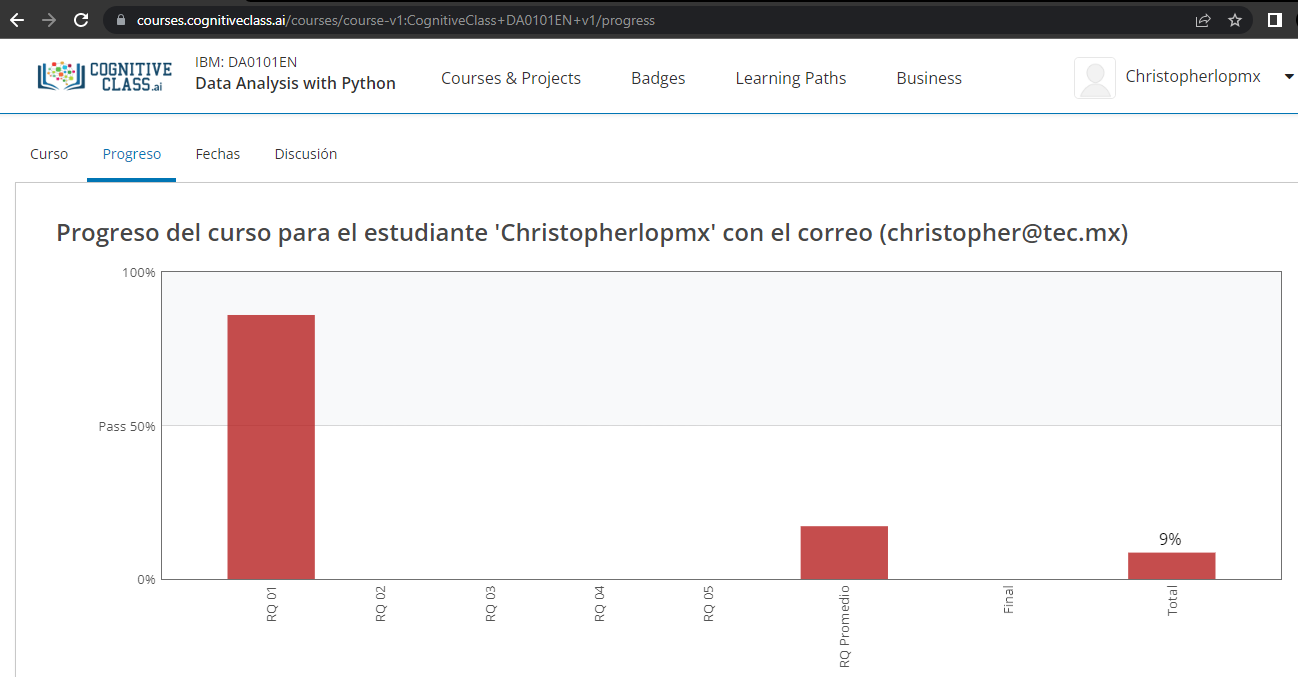 courses.cognitiveclass.ai/courses/course-v1:CognitiveClass+DA0101EN+v1/progress
COGNITIVE
CLASS.ai
IBM: DA0101EN
Data Analysis with Python
Courses & Projects
Badges
Learning Paths
Business
Christopherlopmx
Curso
Progreso
Fechas
Discusión
Progreso del curso para el estudiante 'Christopherlopmx' con el correo (christopher@tec.mx)
100%
Pass 50%
0%
9%
RQ 01
RQ 02
RQ 03
RQ 04
RQ 05
RQ Promedio
Final
Total